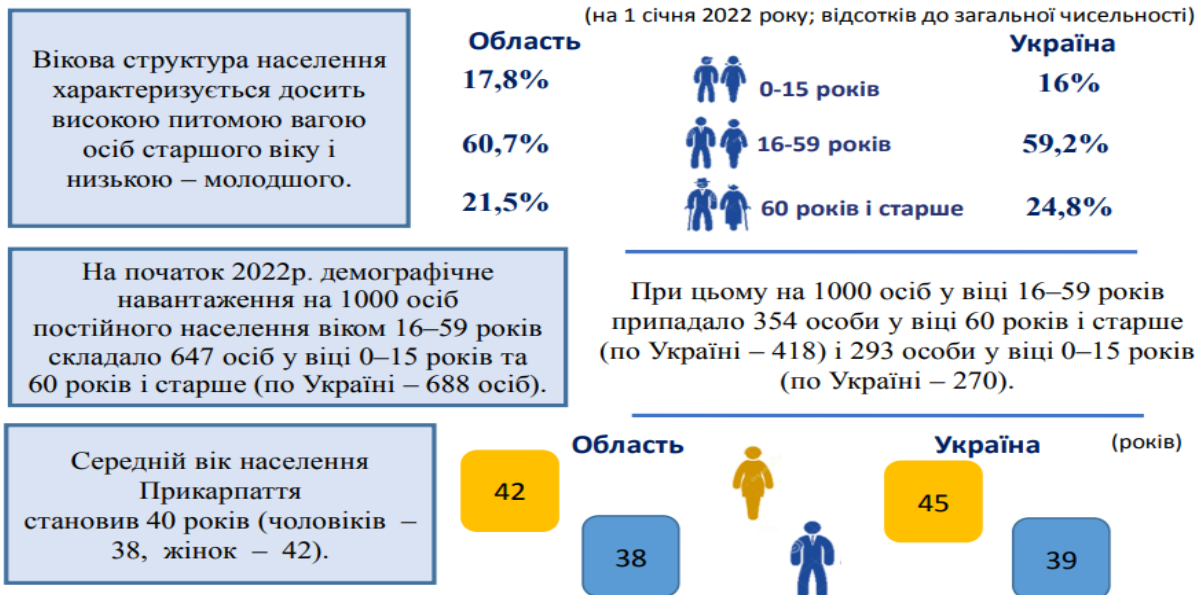 (на 1 січня 2022 року; відсотків до загальної чисельності)
Вікова структура населення
характеризується досить
високою питомою вагою
осіб старшого віку і
низькою – молодшого.
Область
Україна
17,8%
0-15 років
16%
60,7%
16-59 років
59,2%
21,5%
60 років і старше
24,8%
На початок 2022р. демографічне
навантаження на 1000 осіб
постійного населення віком 16–59 років
складало 647 осіб у віці 0–15 років та
60 років і старше (по Україні – 688 осіб).
При цьому на 1000 осіб у віці 16–59 років
припадало 354 особи у віці 60 років і старше
(по Україні – 418) і 293 особи у віці 0–15 років
(по Україні – 270).
Середній вік населення
Прикарпаття
становив 40 років (чоловіків –
38, жінок – 42).
Область
Україна
(років)
42
45
38
39